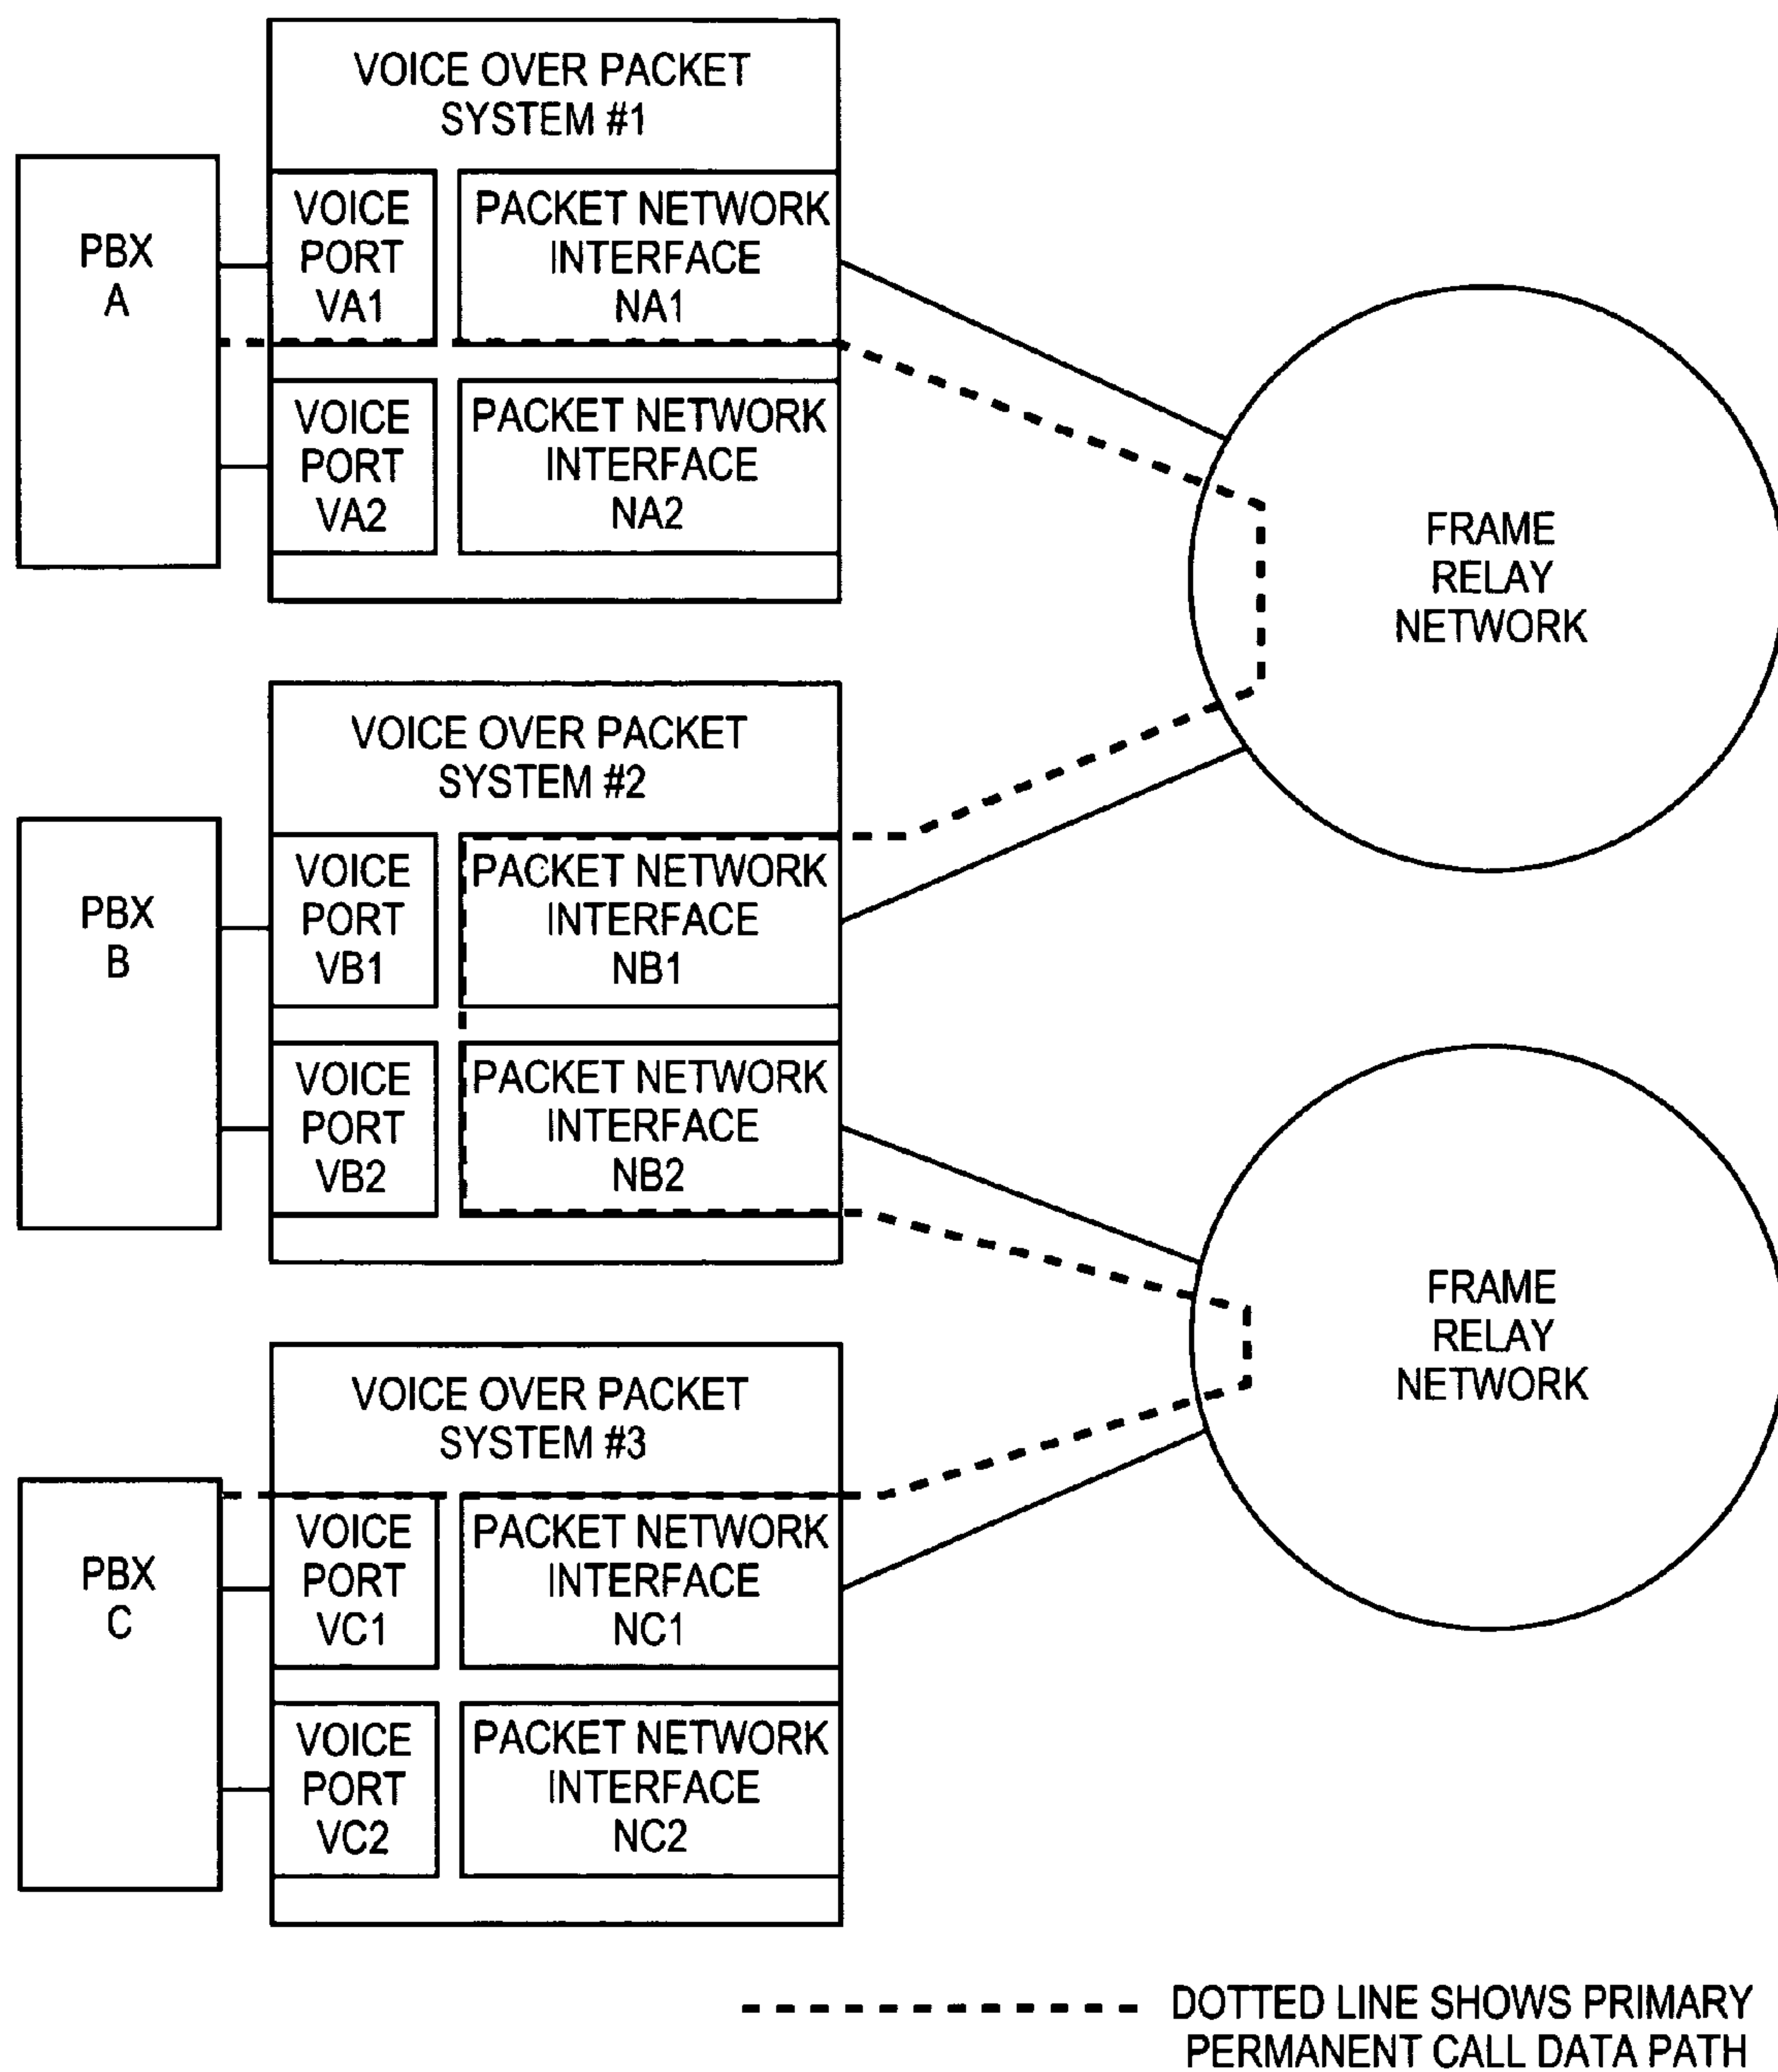 VOICE OVER PACKET
SYSTEM #1
PBX
A
VOICE
PORT
VA1
PACKET NETWORK
INTERFACE
NA1
VOICE
PORT
VA2
PACKET NETWORK
INTERFACE
NA2
FRAME
RELAY
NETWORK
VOICE OVER PACKET
SYSTEM #2
PBX
B
VOICE
PORT
VB1
PACKET NETWORK
INTERFACE
NB1
VOICE
PORT
VB2
PACKET NETWORK
INTERFACE
NB2
FRAME
RELAY
NETWORK
VOICE OVER PACKET
SYSTEM #3
PBX
C
VOICE
PORT
VC1
PACKET NETWORK
INTERFACE
NC1
VOICE
PORT
VC2
PACKET NETWORK
INTERFACE
NC2
DOTTED LINE SHOWS PRIMARY
PERMANENT CALL DATA PATH